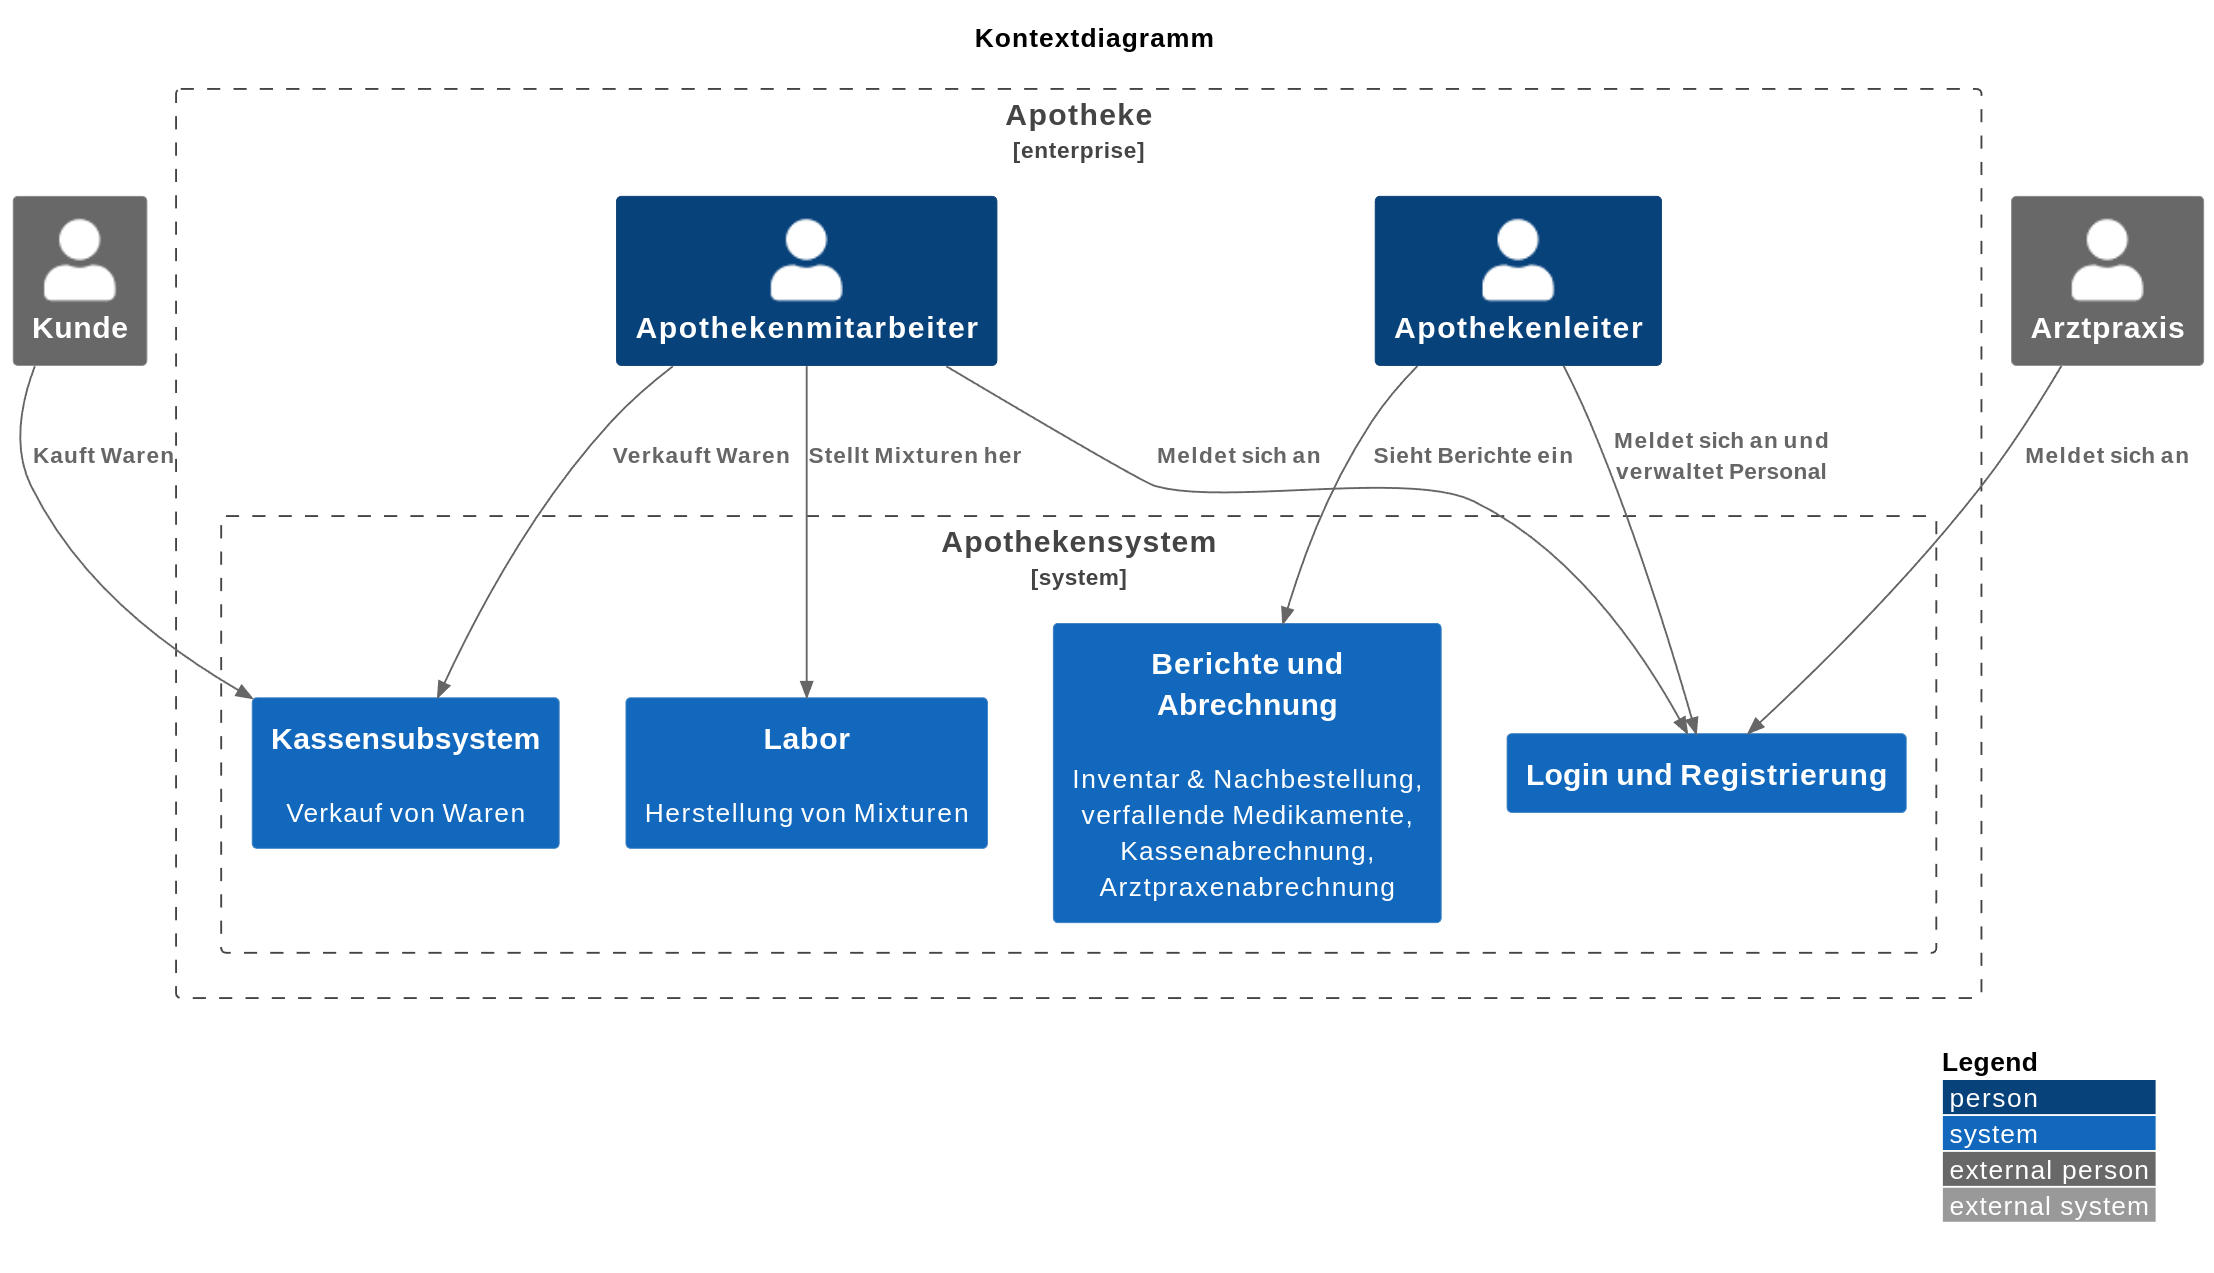 Kontextdiagramm
Apotheke
[enterprise]
Kunde
Apothekenmitarbeiter
Apothekenleiter
Arztpraxis
Kauft Waren
Verkauft Waren
Stellt Mixturen her
Meldet sich an
Sieht Berichte ein
Meldet sich an und
verwaltet Personal
Meldet sich an
Apothekensystem
[system]
Kassensubsystem
Verkauf von Waren
Labor
Herstellung von Mixturen
Berichte und
Abrechnung
Inventar & Nachbestellung,
verfallende Medikamente,
Kassenabrechnung,
Arztpraxenabrechnung
Login und Registrierung
Legend
person
system
external person
external system